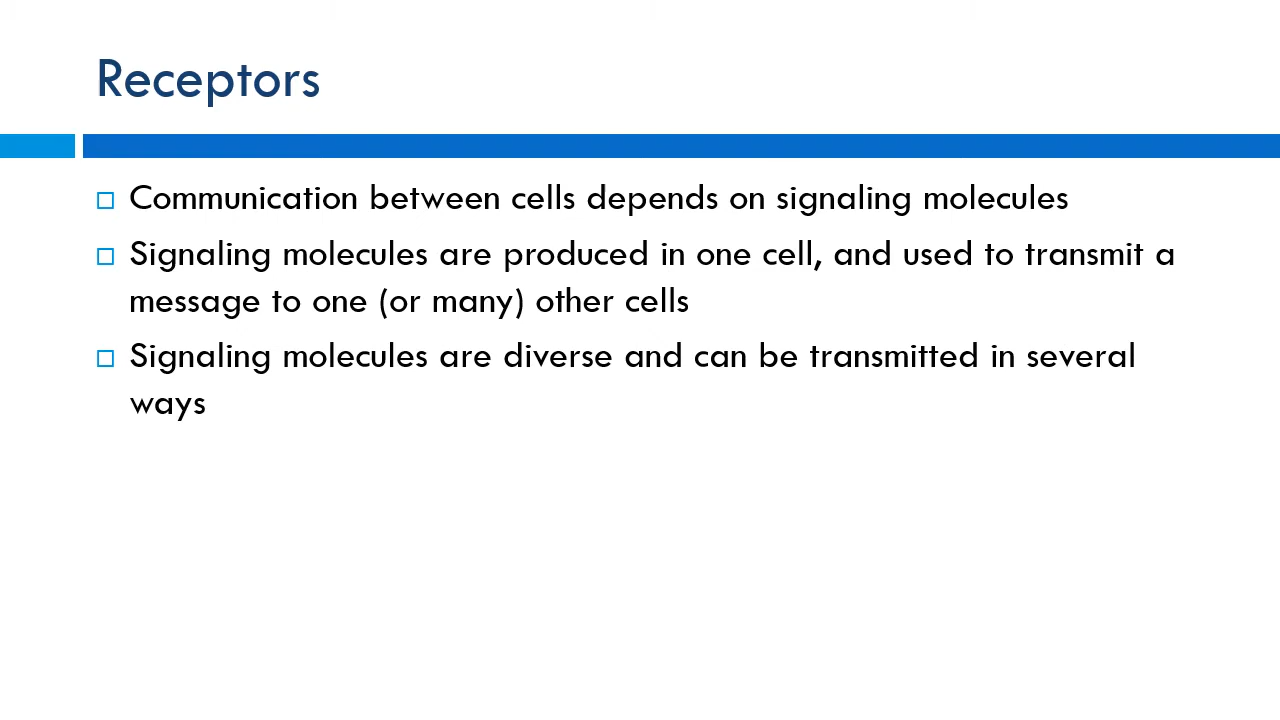 Receptors
Communication between cells depends on signaling molecules
Signaling molecules are produced in one cell, and used to transmit a
message to one (or many) other cells
Signaling molecules are diverse and can be transmitted in several
ways